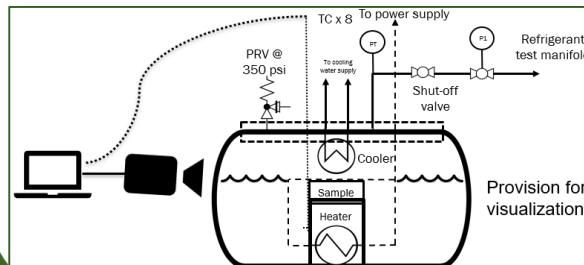 TC x 8
To power supply
PRV @
350 psi
To cooling
water supply
PT
P1
Refrigerant
test manifold
Shut-off
valve
Cooler
Sample
Heater
Provision for
visualization